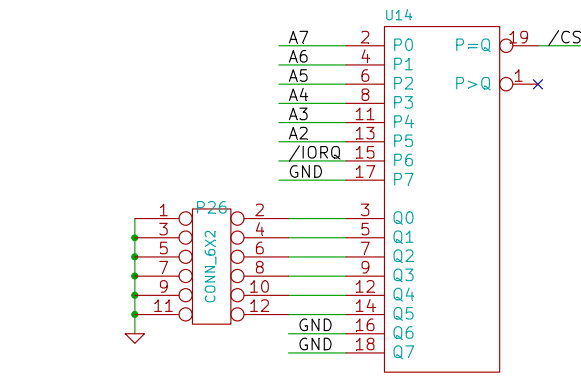 U14
A7 2 P0 P=Q 19 /CS
A6 4 P1
A5 6 P2 P>Q 1
A4 8 P3
A3 11 P4
A2 13 P5
/IORQ 15 P6
GND 17 P7
P26
1 2 3 Q0
3 4 5 Q1
5 6 7 Q2
7 8 9 Q3
9 10 12 Q4
11 12 14 Q5
CONN_6X2
GND 16 Q6
GND 18 Q7